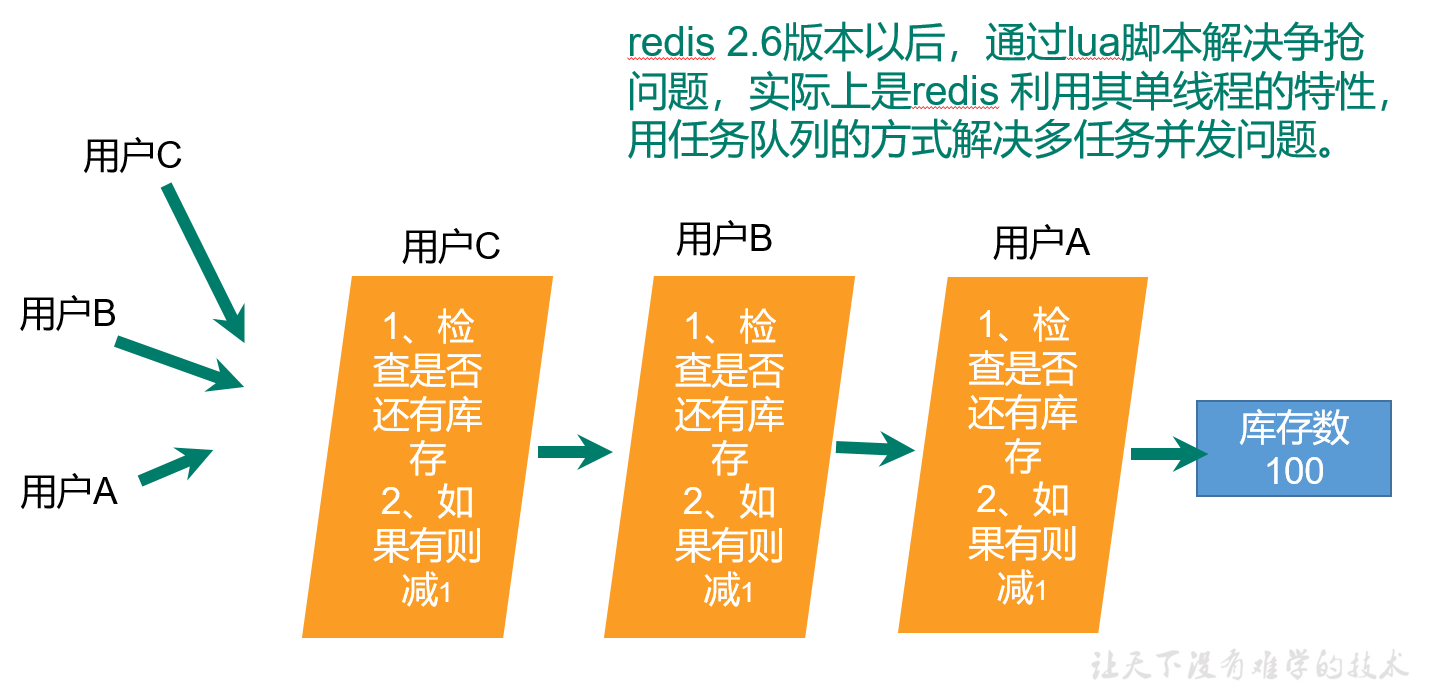 redis 2.6版本以后，通过lua脚本解决争抢
问题，实际上是redis 利用其单线程的特性，
用任务队列的方式解决多任务并发问题。
用户C
用户B
用户A
用户C
1、检
查是否
还有库
存
2、如
果有则
减1
用户B
1、检
查是否
还有库
存
2、如
果有则
减1
用户A
1、检
查是否
还有库
存
2、如
果有则
减1
库存数
100
让天下没有难学的技术